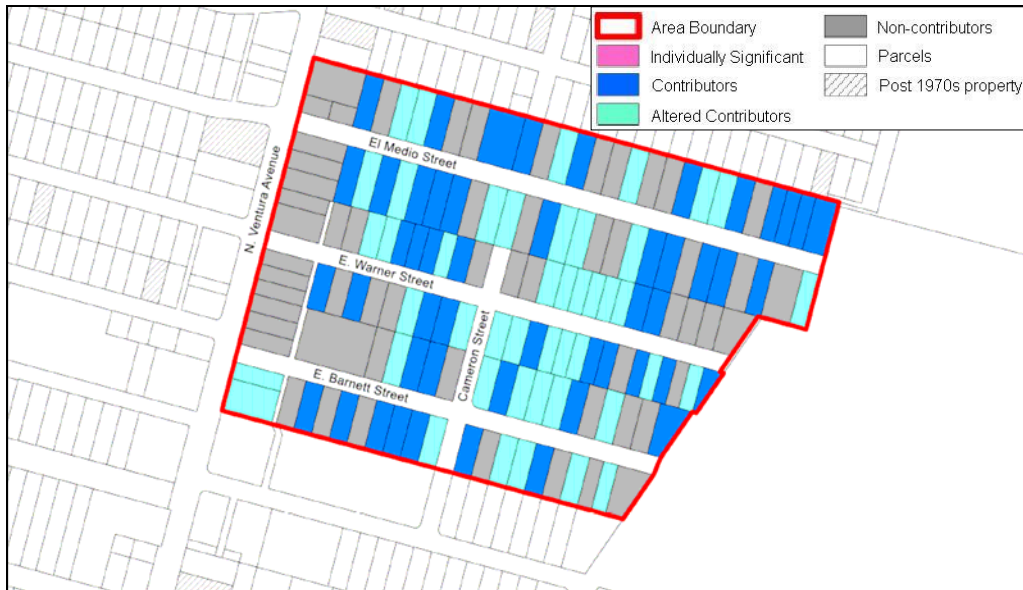 Area Boundary
Individually Significant
Contributors
Altered Contributors
Non-contributors
Parcels
Post 1970s property
El Medio Street
N. Ventura Avenue
E. Warner Street
Cameron Street
E. Barnett Street